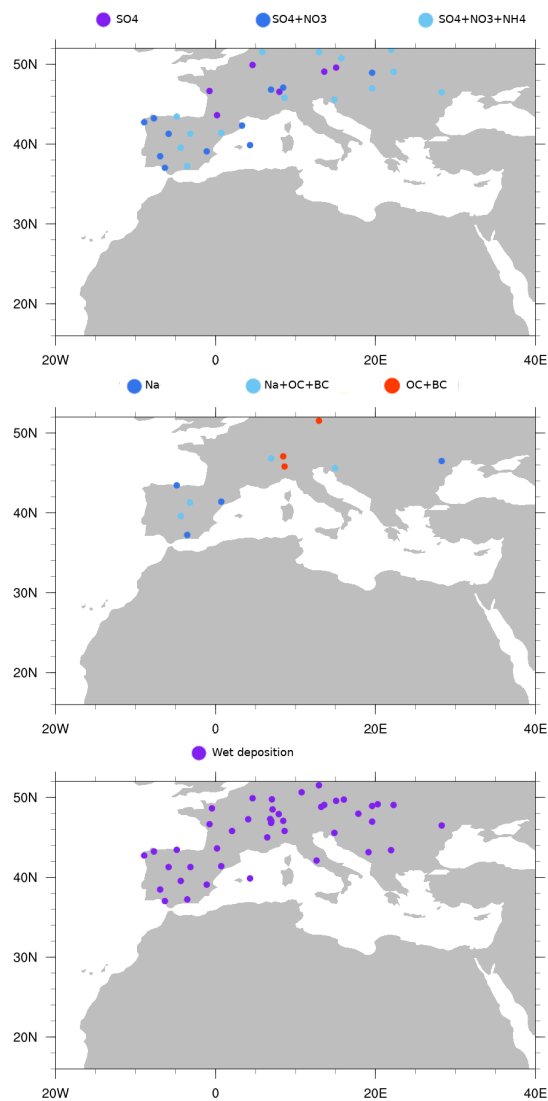 SO4 SO4+NO3 SO4+NO3+NH4
50N
40N
30N
20N
20W 0 20E 40E
Na Na+OC+BC OC+BC
50N
40N
30N
20N
20W 0 20E 40E
Wet deposition
50N
40N
30N
20N
20W 0 20E 40E